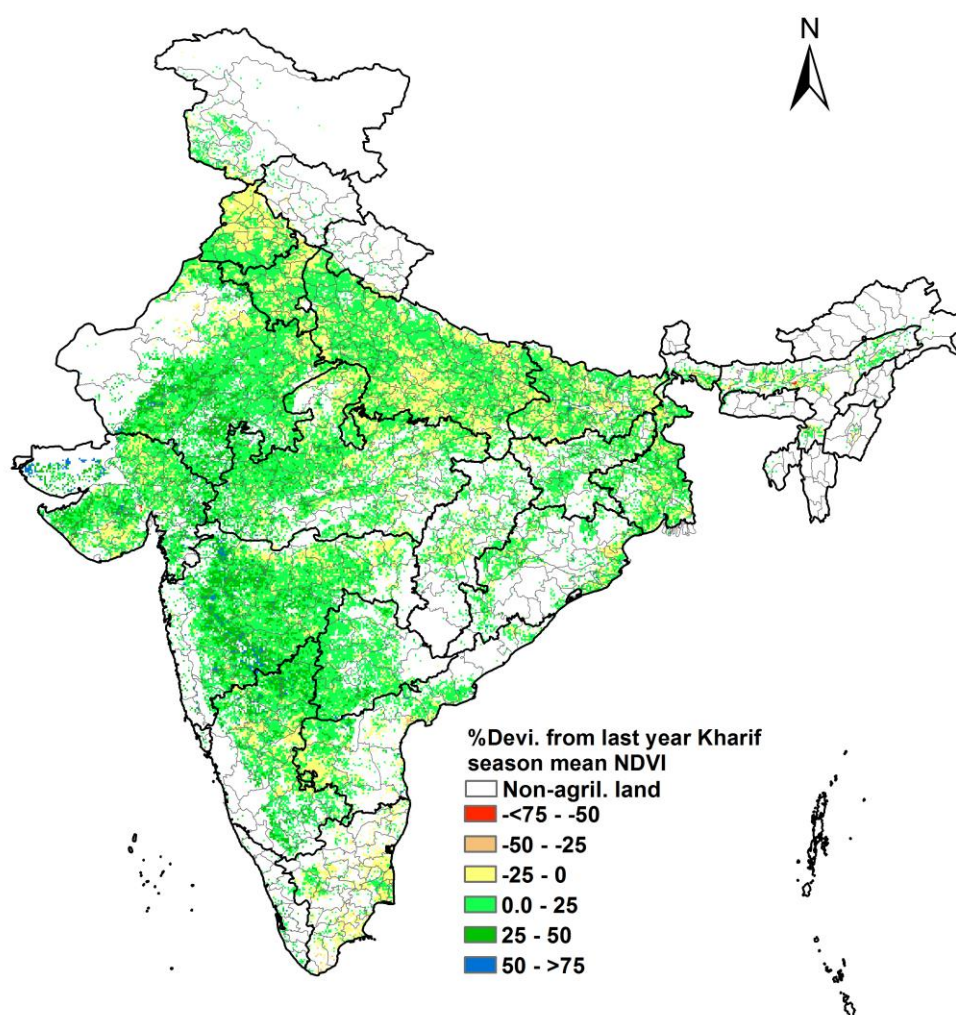 N
%Devi. from last year Kharif
season mean NDVI
Non-agril. land
-<75 - -50
-50 - -25
-25 - 0
0.0 - 25
25 - 50
50 - >75